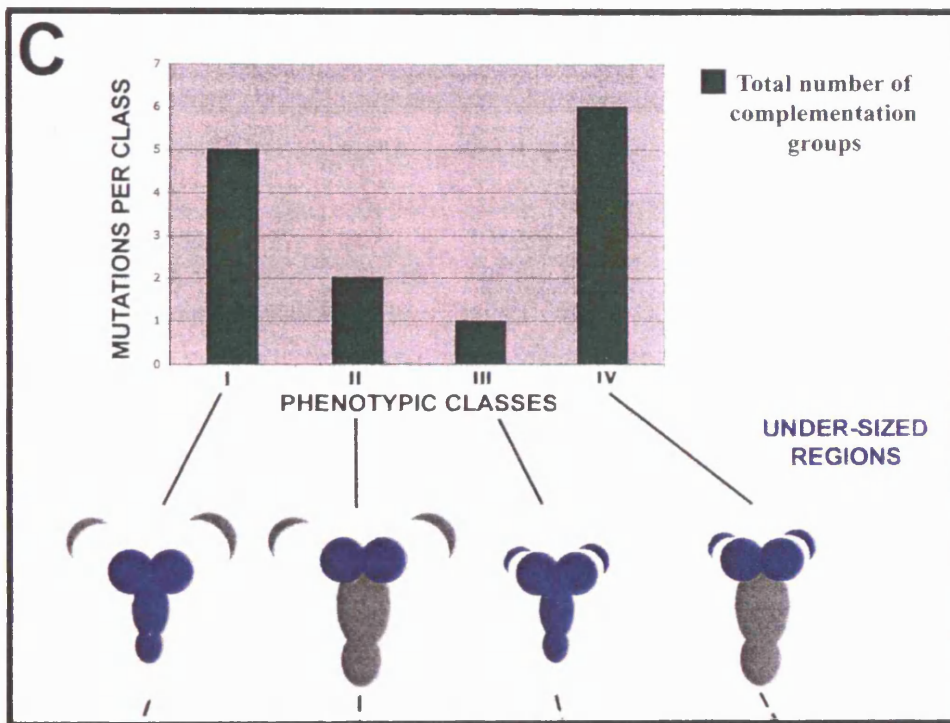 C
7
6
5
4
3
2
1
0
MUTATIONS PER CLASS
I II III IV
PHENOTYPIC CLASSES
Total number of
complementation
groups
UNDER-SIZED
REGIONS